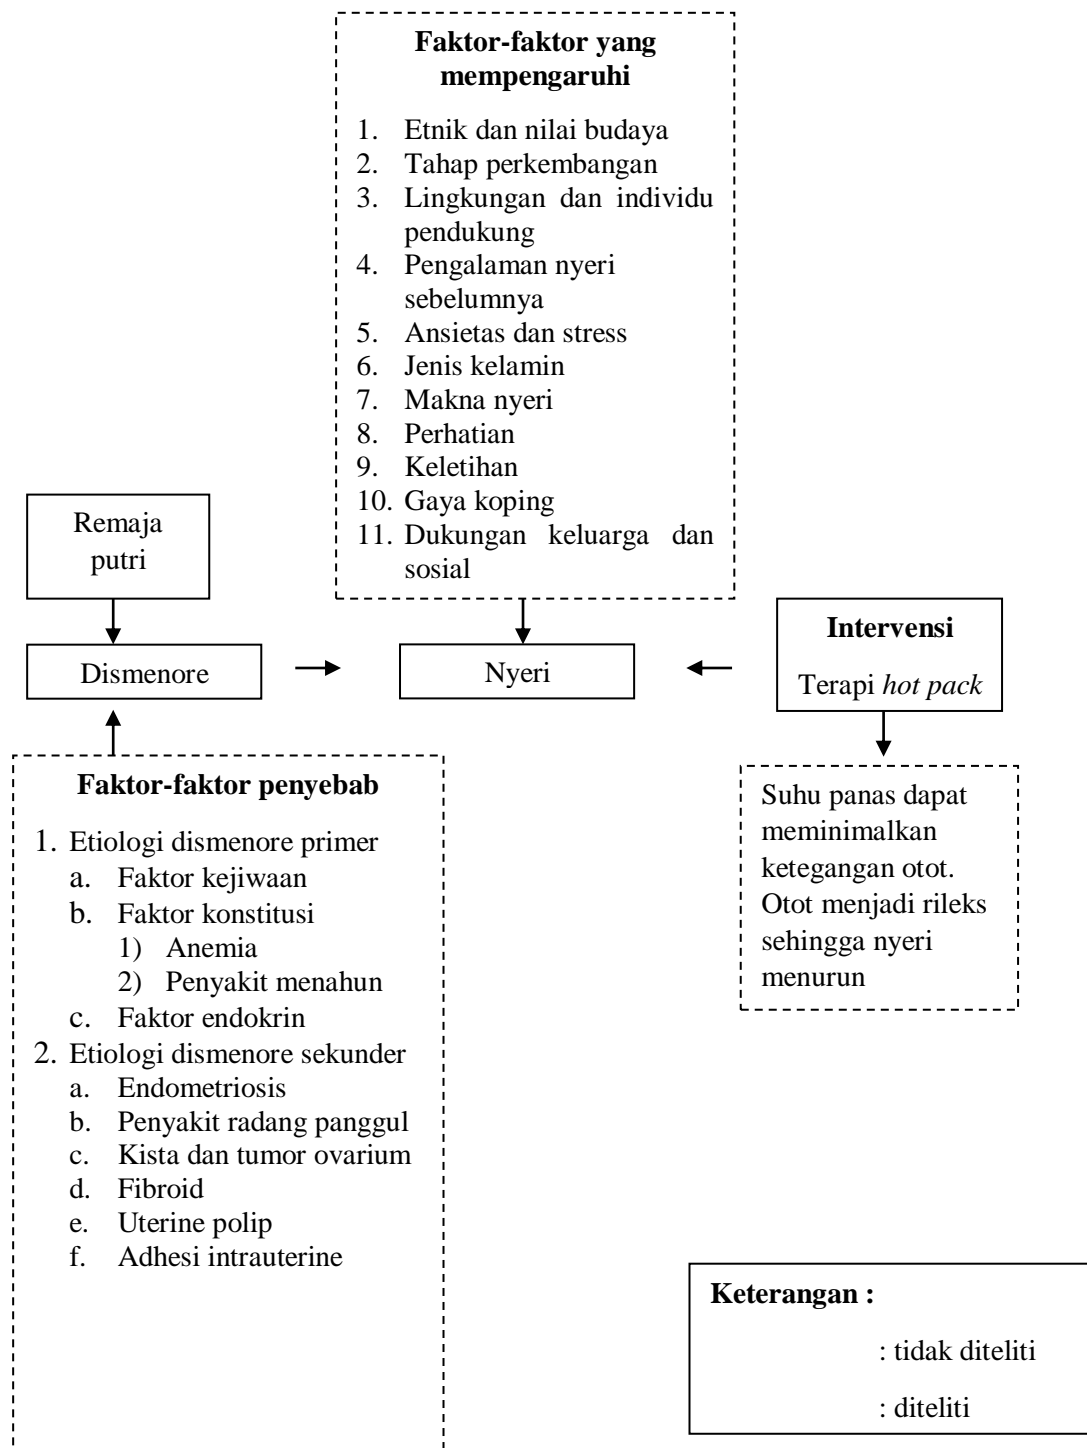 Faktor-faktor yang
mempengaruhi
1. Etnik dan nilai budaya
2. Tahap perkembangan
3. Lingkungan dan individu
pendukung
4. Pengalaman nyeri
sebelumnya
5. Ansietas dan stress
6. Jenis kelamin
7. Makna nyeri
8. Perhatian
9. Keletihan
10. Gaya koping
11. Dukungan keluarga dan
sosial
Remaja
putri
Dismenore
Nyeri
Intervensi
Terapi hot pack
Faktor-faktor penyebab
1. Etiologi dismenore primer
a. Faktor kejiwaan
b. Faktor konstitusi
1) Anemia
2) Penyakit menahun
c. Faktor endokrin
2. Etiologi dismenore sekunder
a. Endometriosis
b. Penyakit radang panggul
c. Kista dan tumor ovarium
d. Fibroid
e. Uterine polip
f. Adhesi intrauterine
Suhu panas dapat
meminimalkan
ketegangan otot.
Otot menjadi rileks
sehingga nyeri
menurun
Keterangan :
: tidak diteliti
: diteliti